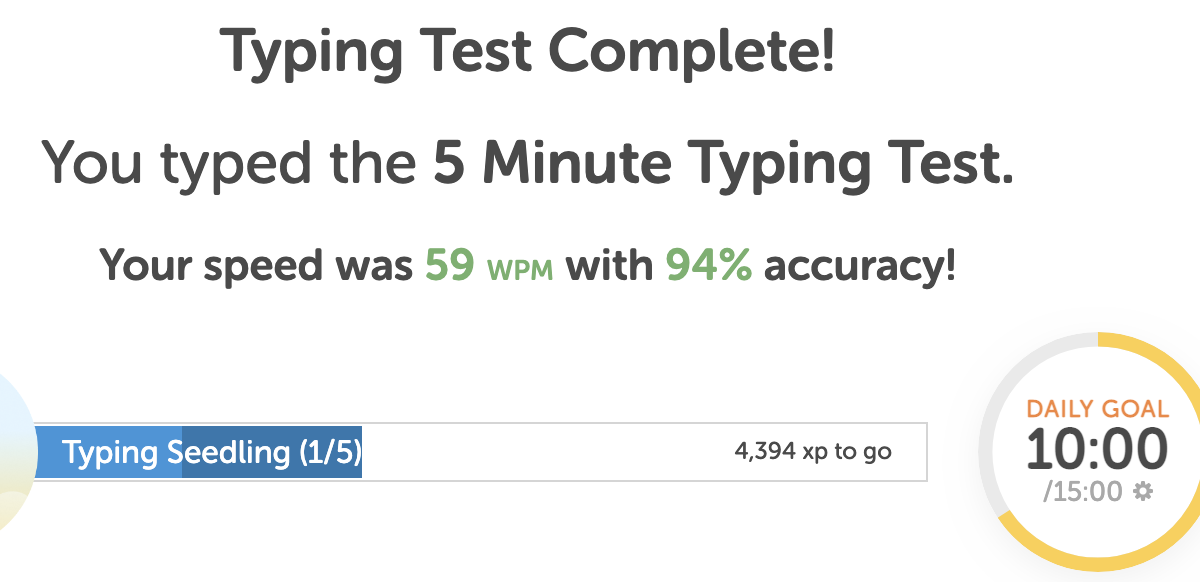 Typing Test Complete!
You typed the 5 Minute Typing Test.
Your speed was 59 WPM with 94% accuracy!
Typing Seedling (1/5)
4,394 xp to go
DAILY GOAL
10:00
/15:00